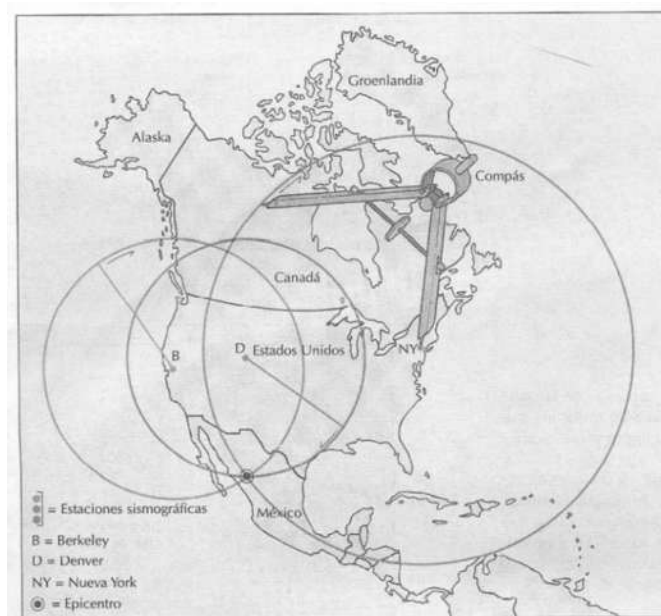 Groenlandia
Alaska
Compás
Canadá
D
Estados Unidos
NY
B
= Estaciones sismográficas
México
B = Berkeley
D = Denver
NY = Nueva York
= Epicentro